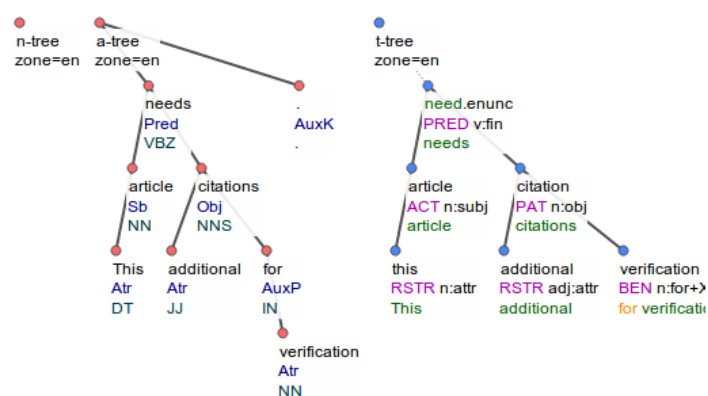 n-tree
zone=en
a-tree
zone=en
needs
Pred
VBZ
.
AuxK
.
article
Sb
NN
citations
Obj
NNS
This
Atr
DT
additional
Atr
JJ
for
AuxP
IN
verification
Atr
NN
t-tree
zone=en
need.enunc
PRED v:fin
needs
article
ACT n:subj
article
citation
PAT n:obj
citations
this
RSTR n:attr
This
additional
RSTR adj:attr
additional
verification
BEN n:for+X
for verificati